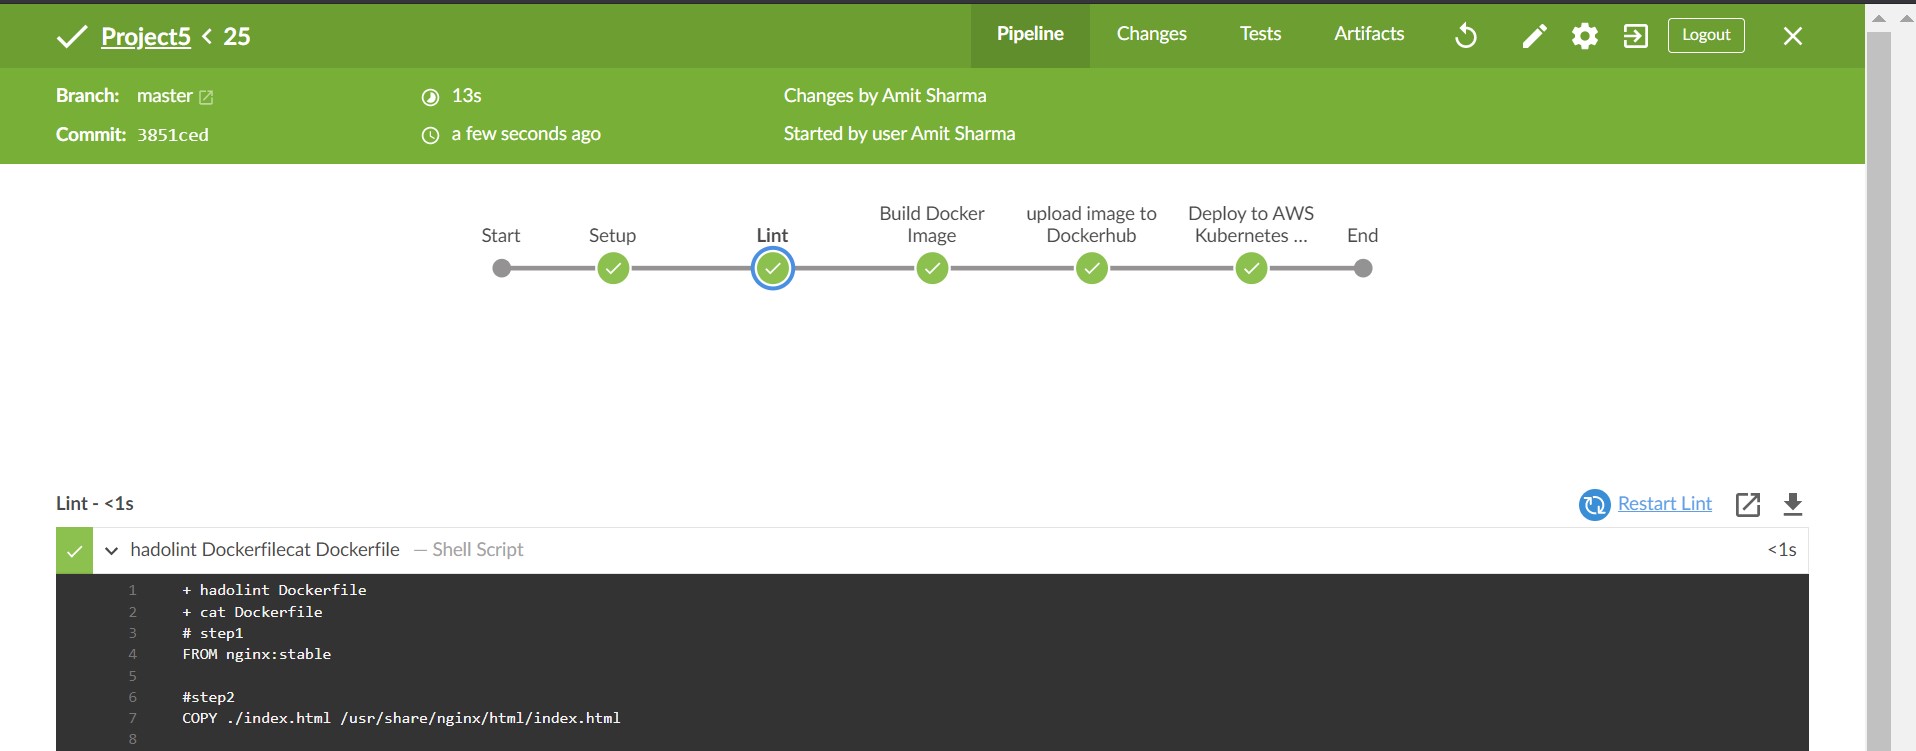 Project5 < 25
Pipeline
Changes
Tests
Artifacts
Logout
Branch: master
13s
Changes by Amit Sharma
Commit: 3851ced
a few seconds ago
Started by user Amit Sharma
Start
Setup
Lint
Build Docker
Image
upload image to
Dockerhub
Deploy to AWS
Kubernetes ...
End
Lint - <1s
Restart Lint
hadolint Dockerfilecat Dockerfile — Shell Script
<1s
1 + hadolint Dockerfile
2 + cat Dockerfile
3 # step1
4 FROM nginx:stable
5
6 #step2
7 COPY ./index.html /usr/share/nginx/html/index.html
8